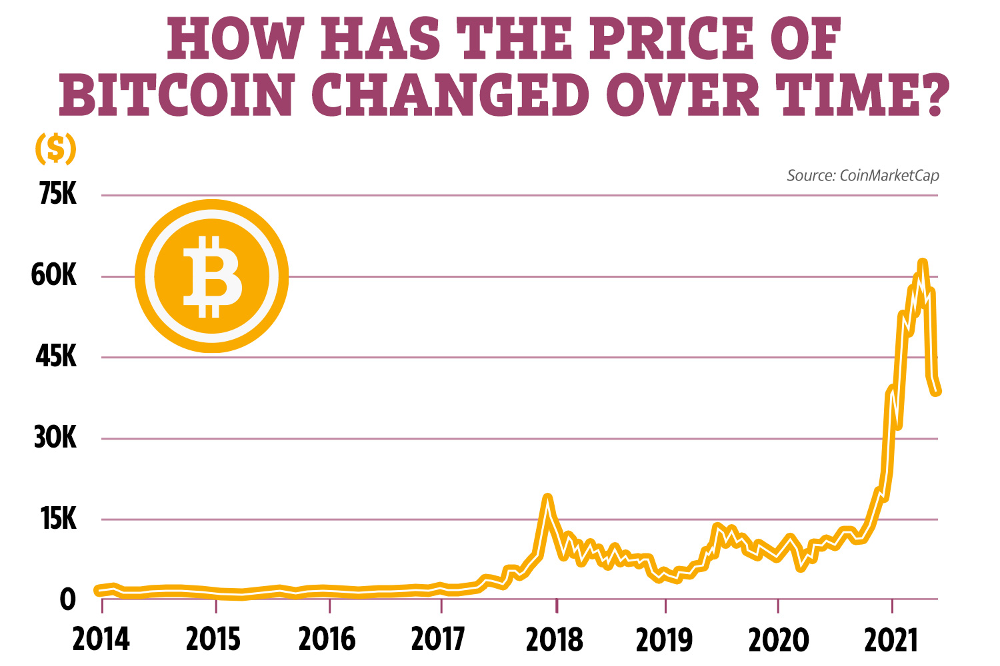 HOW HAS THE PRICE OF
BITCOIN CHANGED OVER TIME?
($)
Source: CoinMarketCap
75K
60K
45K
30K
15K
0
2014 2015 2016 2017 2018 2019 2020 2021